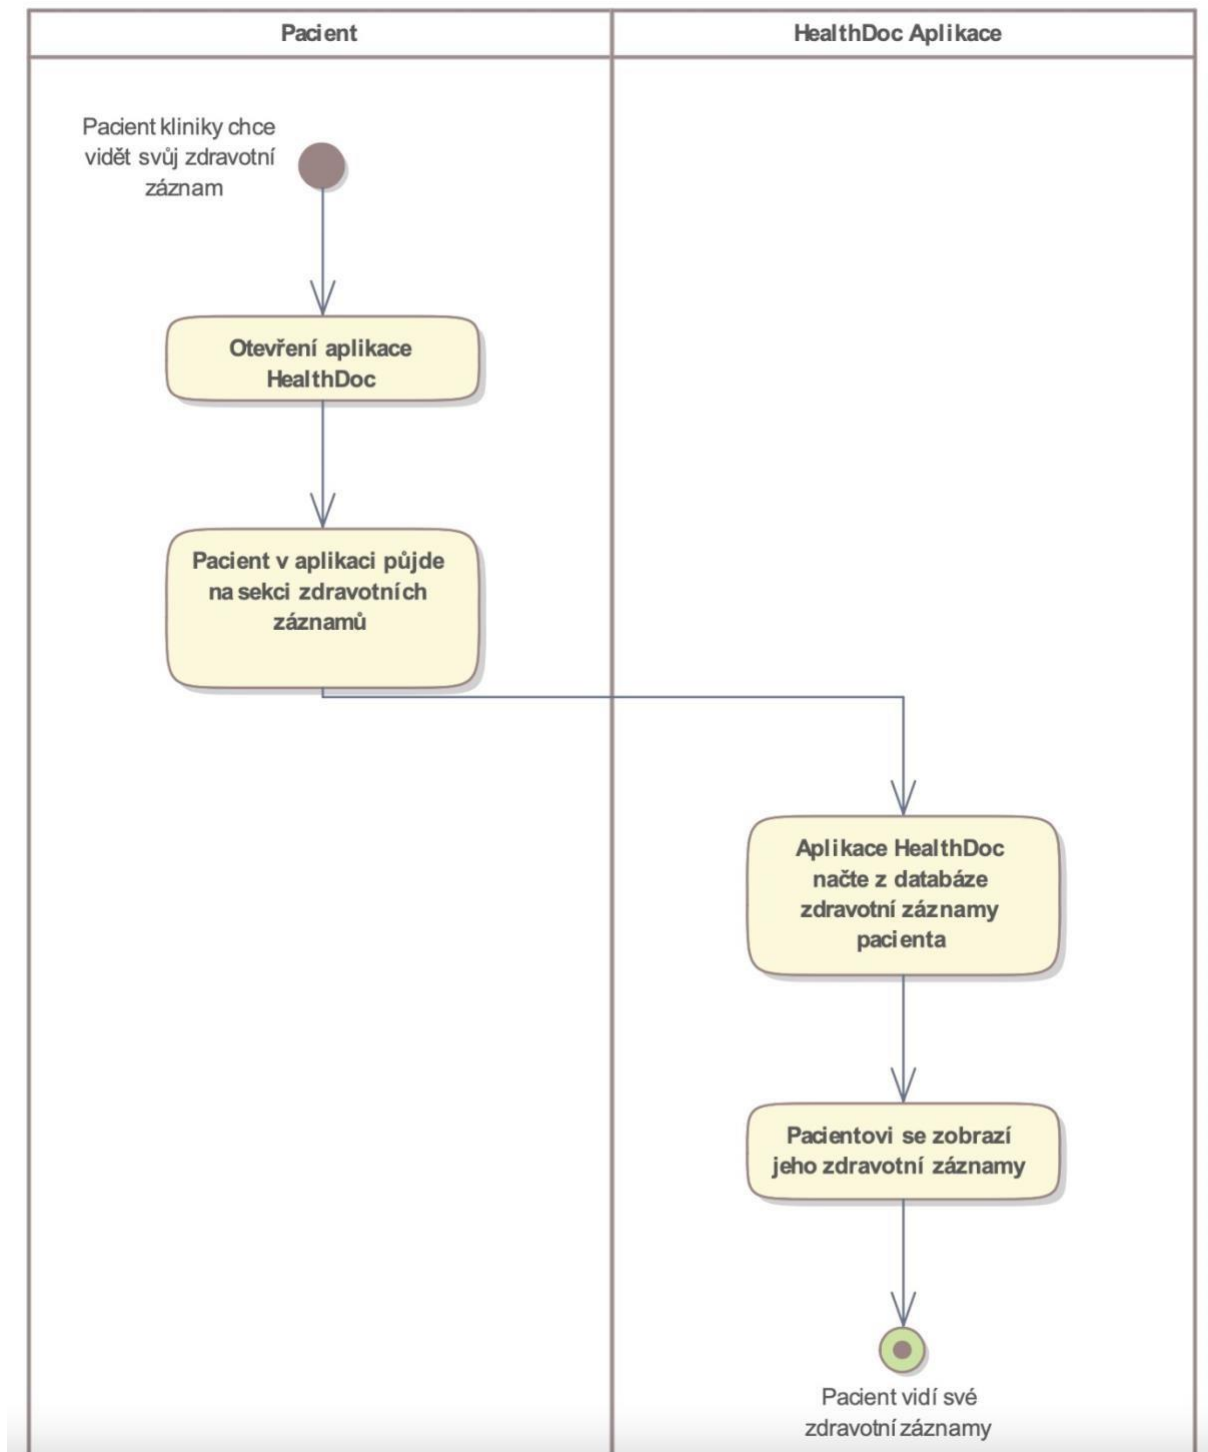 Pacient
HealthDoc Aplikace
Pacient kliniky chce
vidět svůj zdravotní
záznam
Otevření aplikace
HealthDoc
Pacient v aplikaci půjde
na sekci zdravotních
záznamů
Aplikace HealthDoc
načte z databáze
zdravotní záznamy
pacienta
Pacientovi se zobrazí
jeho zdravotní záznamy
Pacient vidí své
zdravotní záznamy